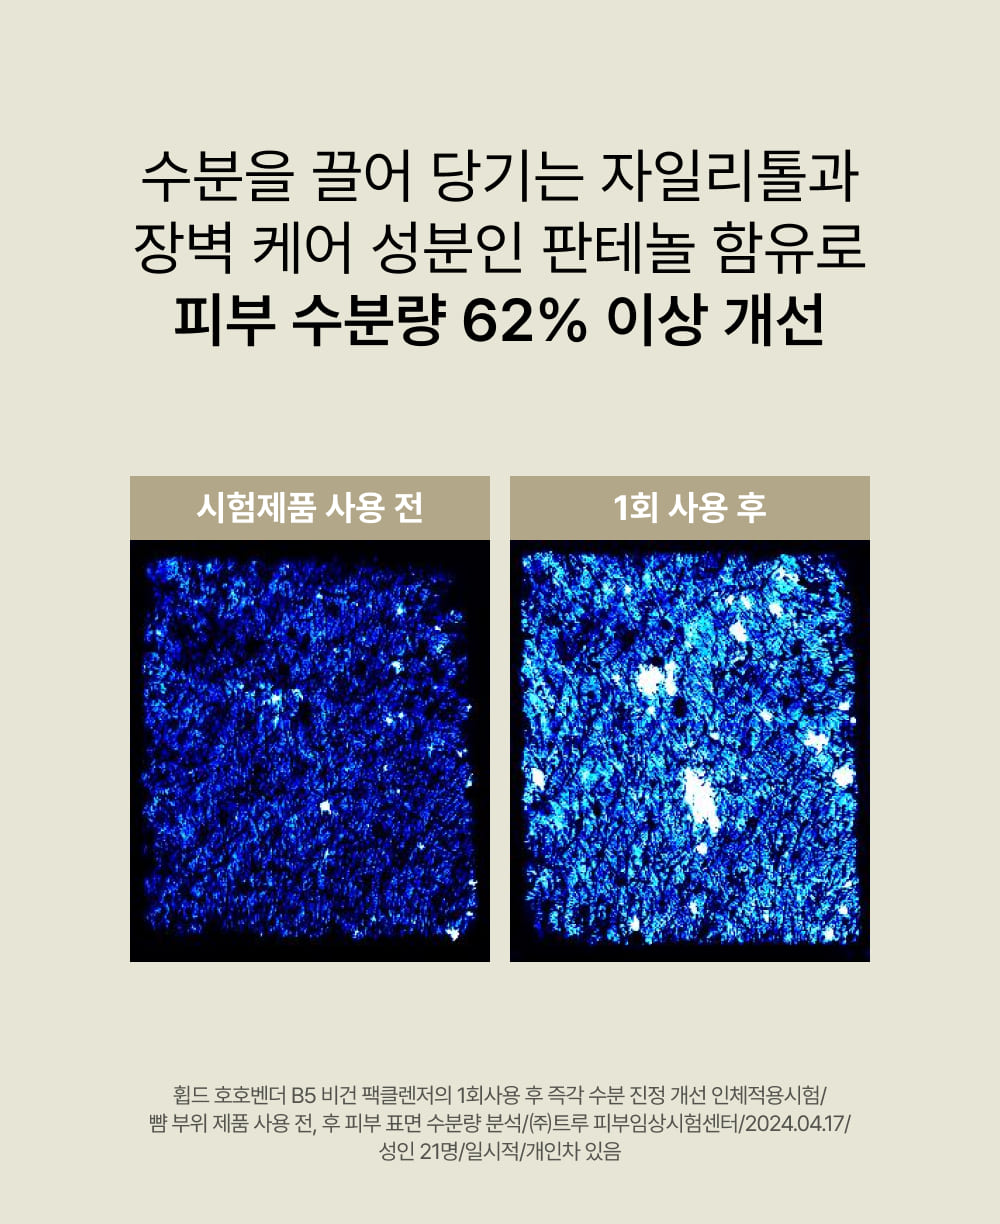 수분을 끌어 당기는 자일리톨과
장벽 케어 성분인 판테놀 함유로
피부 수분량 62% 이상 개선
시험제품 사용 전
1회 사용 후
휩드 호호벤더 B5 비건 팩클렌저의 1회사용 후 즉각 수분 진정 개선 인체적용시험/
뺨 부위 제품 사용 전, 후 피부 표면 수분량 분석/㈜트루 피부임상시험센터/2024.04.17/
성인 21명/일시적/개인차 있음